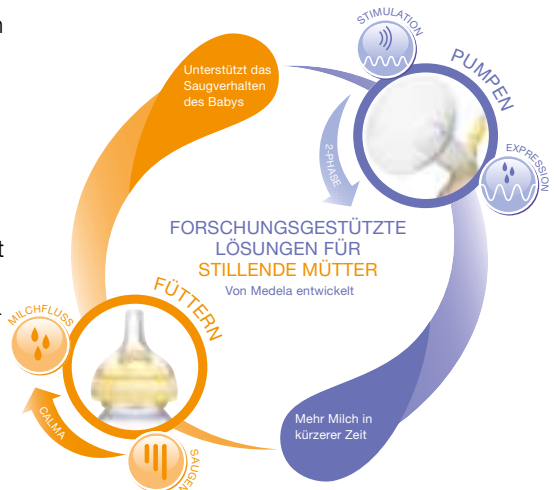 STIMULATION
PUMPEN
EXPRESSION
2-PHASE
Unterstützt das
Saugverhalten
des Babys
FORSCHUNGSGESTÜTZTE
LÖSUNGEN FÜR
STILLENDE MÜTTER
Von Medela entwickelt
FÜTTERN
MILCHFLUSS
CALMA
SAUGEN
Mehr Milch in
kürzerer Zeit